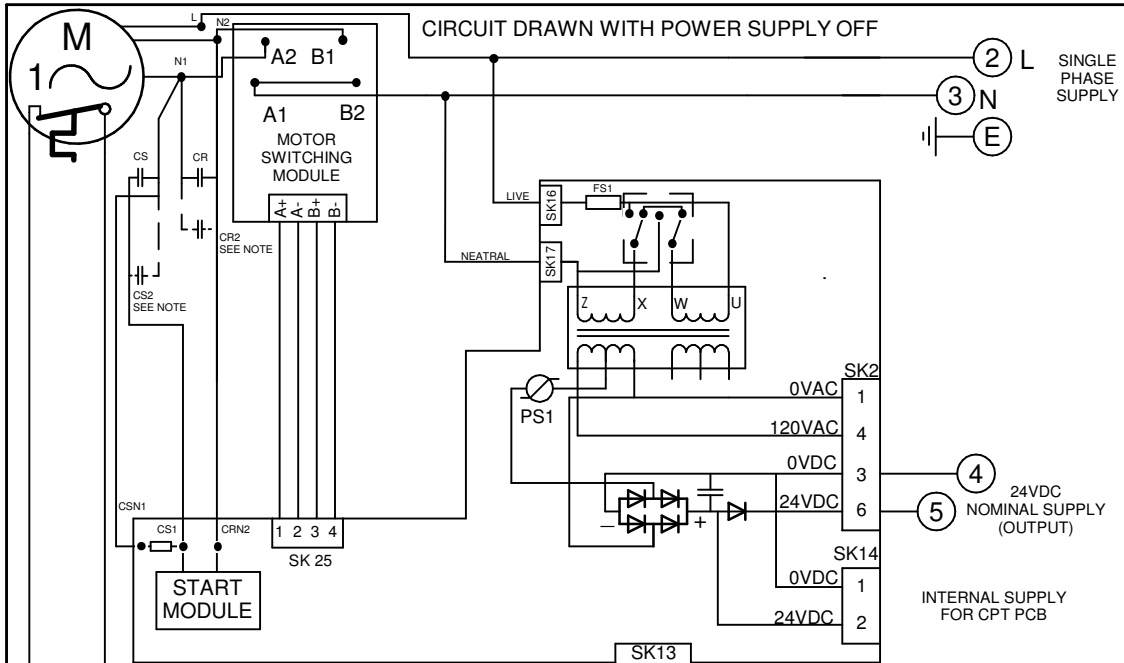 CIRCUIT DRAWN WITH POWER SUPPLY OFF
M
1
L
N2
N1
A2 B1
A1 B2
MOTOR
SWITCHING
MODULE
A+ A- B+ B-
2 L
SINGLE
PHASE
SUPPLY
3 N
E
CS
CR
CR2
SEE NOTE
CS2
SEE NOTE
LIVE
SK16
FS1
NEATRAL
SK17
Z X W U
PS1
SK2
0VAC 1
120VAC 4
0VDC 3
24VDC 6
4
5
24VDC
NOMINAL SUPPLY
(OUTPUT)
– +
SK14
0VDC 1
24VDC 2
INTERNAL SUPPLY
FOR CPT PCB
CSN1
CS1
CRN2
1 2 3 4
SK 25
START
MODULE
SK13